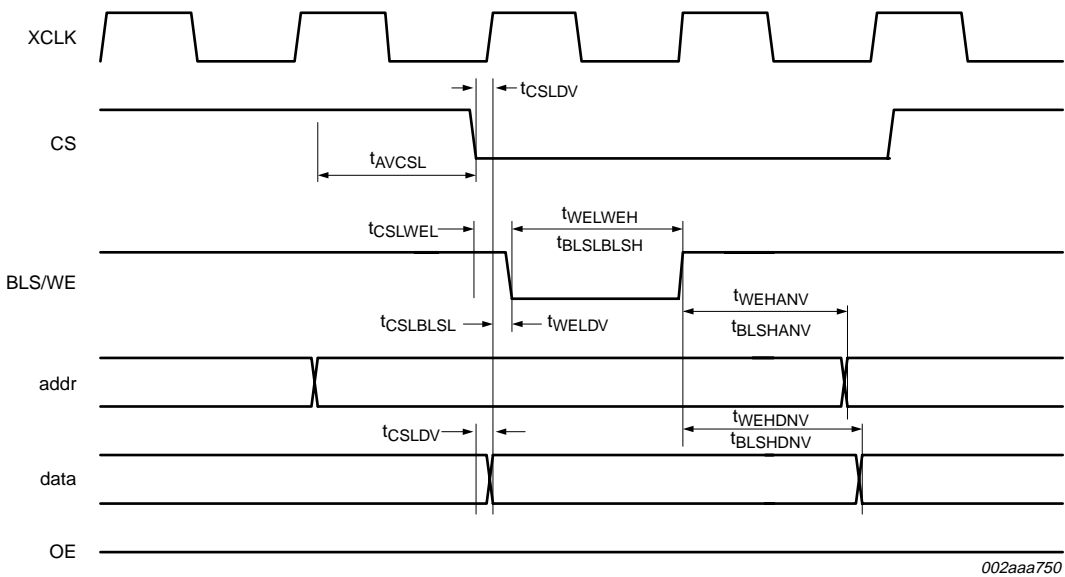 XCLK
tCSLDV
CS
tAVCSL
tCSLWEL
tWELWEH
tBLSLBLSH
BLS/WE
tWEHANV
tCSLBLSL
tWELDV
tBLSHANV
addr
tWEHDNV
tCSLDV
tBLSHDNV
data
OE
002aaa750